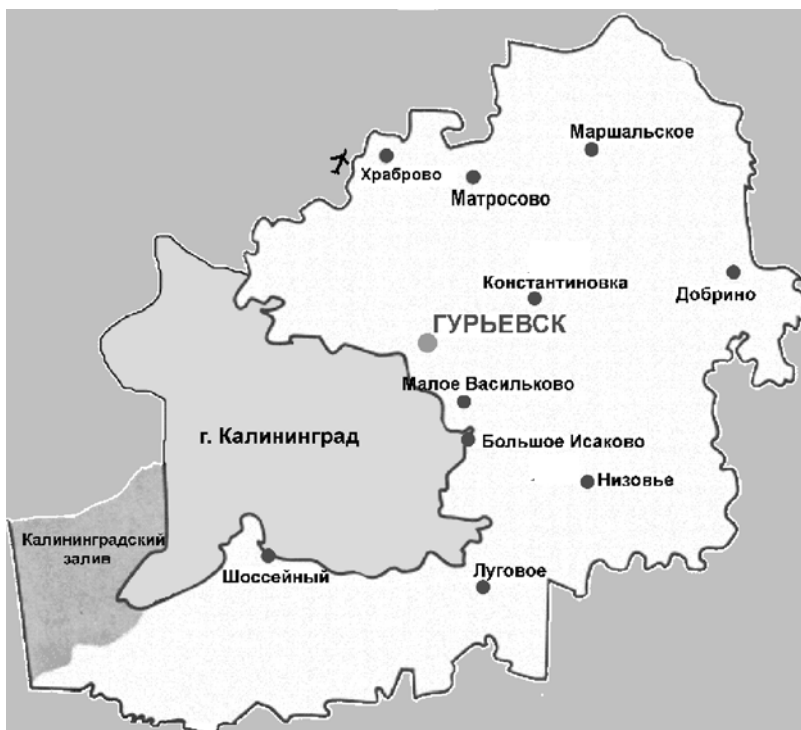 Маршальское
Храброво
Матросово
Константиновка
Добрино
ГУРЬЕВСК
Малое Васильково
г. Калининград
Большое Исаково
Низовье
Калининградский
залив
Шоссейный
Луговое